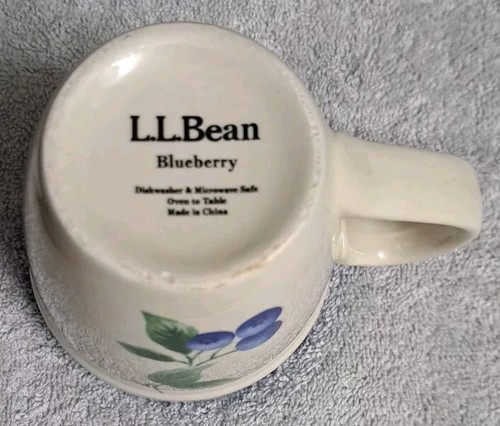 L.L.Bean
Blueberry
Dishwasher & Microwave Safe
Oven to Table
Made in China